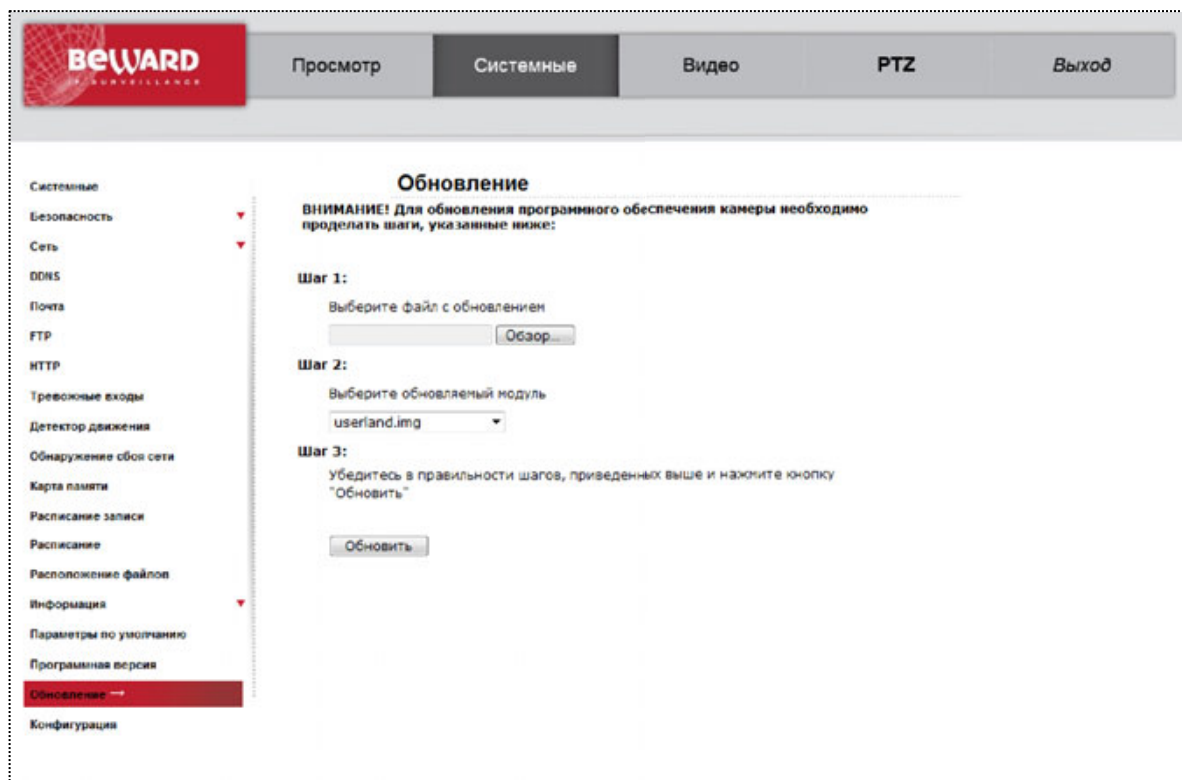 BEWARD
IP SURVEILLANCE
Просмотр
Системные
Видео
PTZ
Выход
Системные
Безопасность
Сеть
DDNS
Почта
FTP
HTTP
Тревожные входы
Детектор движения
Обнаружение сбоя сети
Карта памяти
Расписание записи
Расписание
Расположение файлов
Информация
Параметры по умолчанию
Программная версия
Обновление →
Конфигурация
Обновление
ВНИМАНИЕ! Для обновления программного обеспечения камеры необходимо
проделать шаги, указанные ниже:
Шаг 1:
Выберите файл с обновлением
Обзор...
Шаг 2:
Выберите обновляемый модуль
userland.img
Шаг 3:
Убедитесь в правильности шагов, приведенных выше и нажмите кнопку
"Обновить"
Обновить